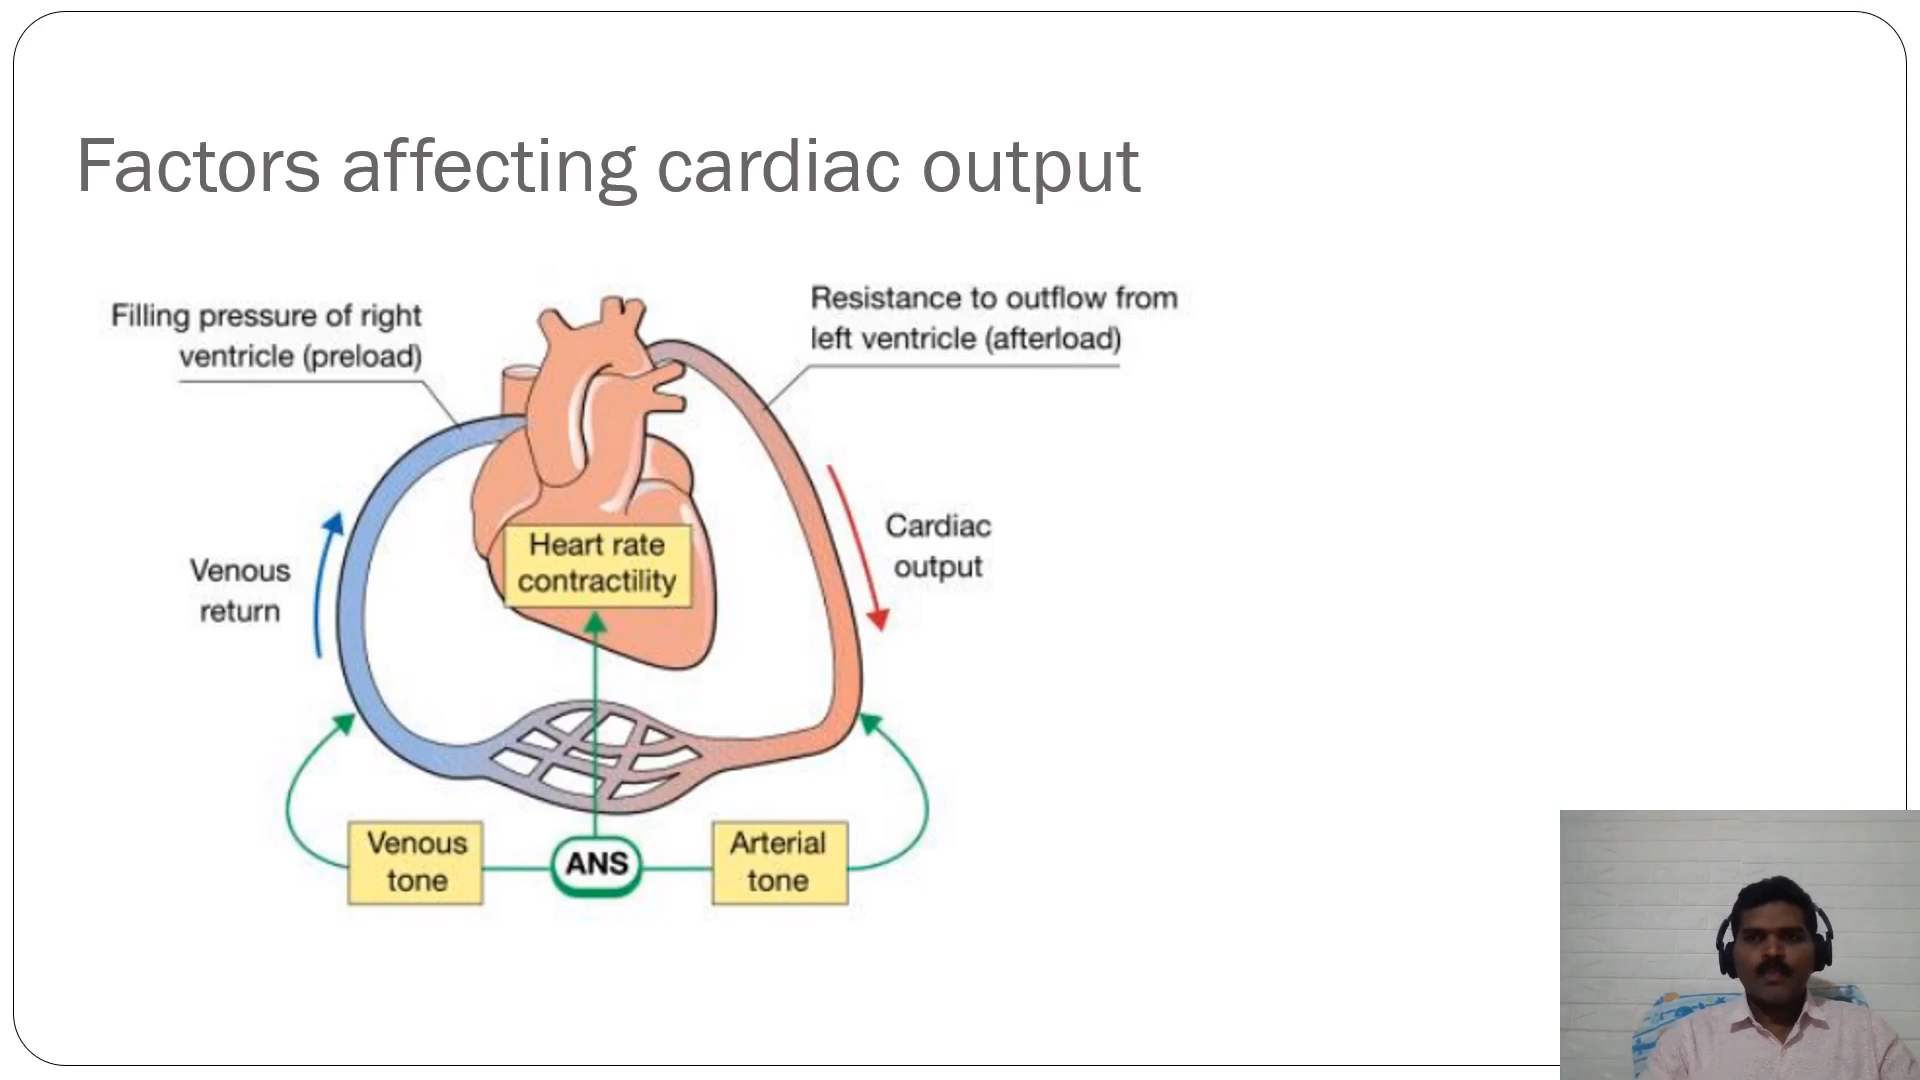 Factors affecting cardiac output
Filling pressure of right
ventricle (preload)
Resistance to outflow from
left ventricle (afterload)
Heart rate
contractility
Cardiac
output
Venous
return
Venous
tone
ANS
Arterial
tone